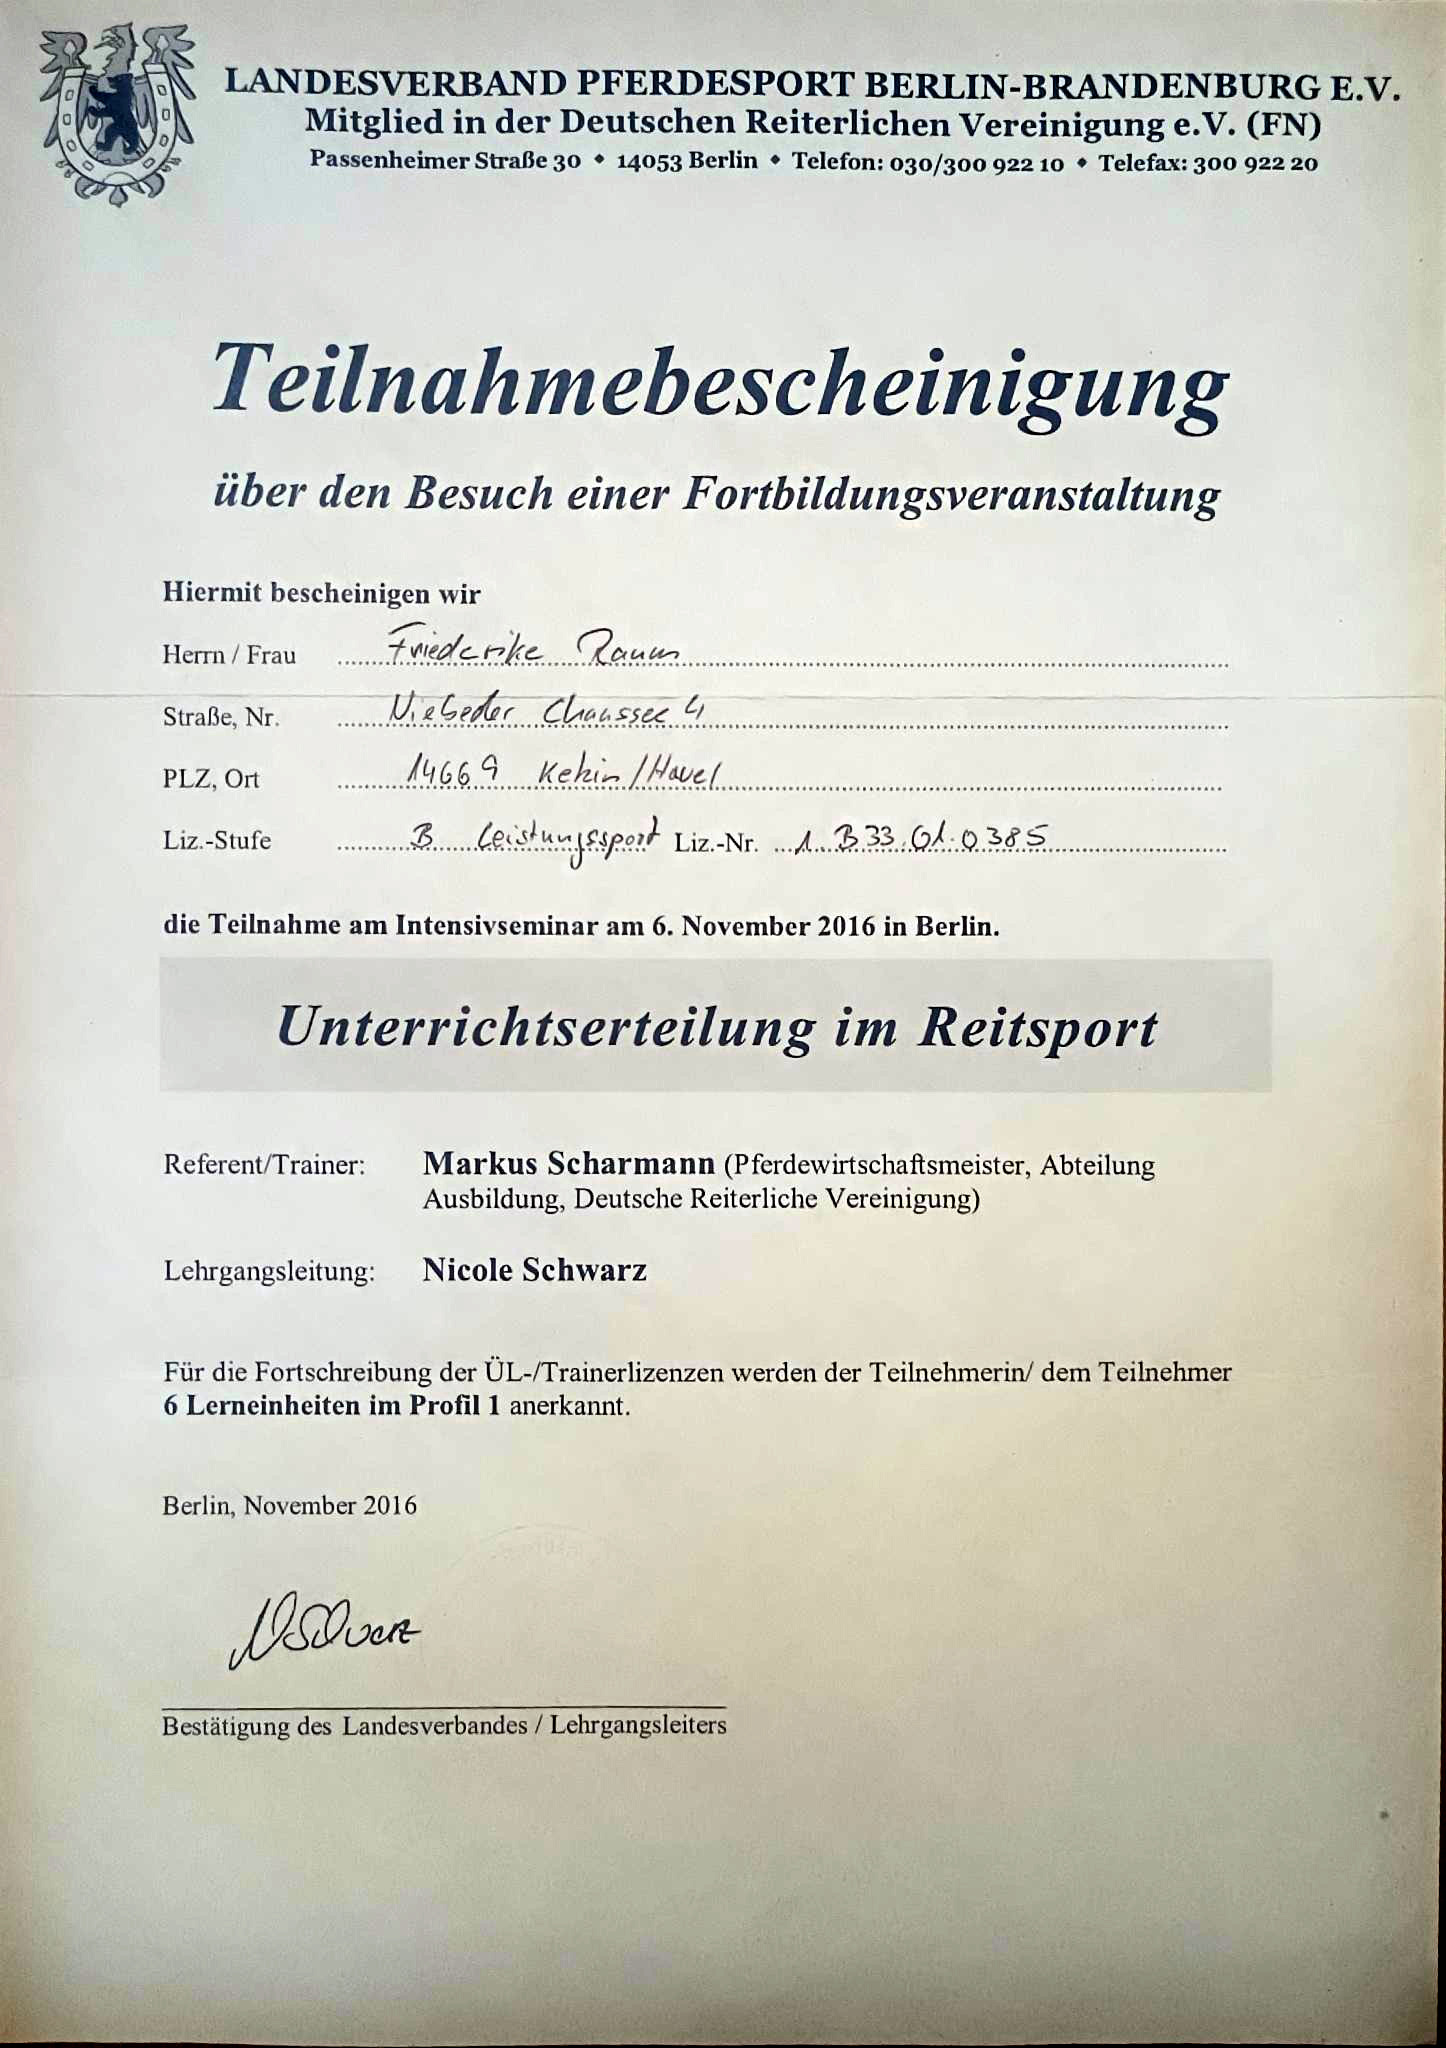 LANDESVERBAND PFERDESPORT BERLIN-BRANDENBURG E.V.
Mitglied in der Deutschen Reiterlichen Vereinigung e.V. (FN)
Passenheimer Straße 30 ◆ 14053 Berlin ◆ Telefon: 030/300 922 10 ◆ Telefax: 300 922 20
Teilnahmebescheinigung
über den Besuch einer Fortbildungsveranstaltung
Hiermit bescheinigen wir
Herrn / Frau Friederike Raum
Straße, Nr. Niebeder Chaussee 4
PLZ, Ort 14669 Ketzin/Havel
Liz.-Stufe B Leistungssport Liz.-Nr. 1.B33.01.0385
die Teilnahme am Intensivseminar am 6. November 2016 in Berlin.
Unterrichtserteilung im Reitsport
Referent/Trainer: Markus Scharmann (Pferdewirtschaftsmeister, Abteilung
Ausbildung, Deutsche Reiterliche Vereinigung)
Lehrgangsleitung: Nicole Schwarz
Für die Fortschreibung der ÜL-/Trainerlizenzen werden der Teilnehmerin/ dem Teilnehmer
6 Lerneinheiten im Profil 1 anerkannt.
Berlin, November 2016
NSchwarz
Bestätigung des Landesverbandes / Lehrgangsleiters